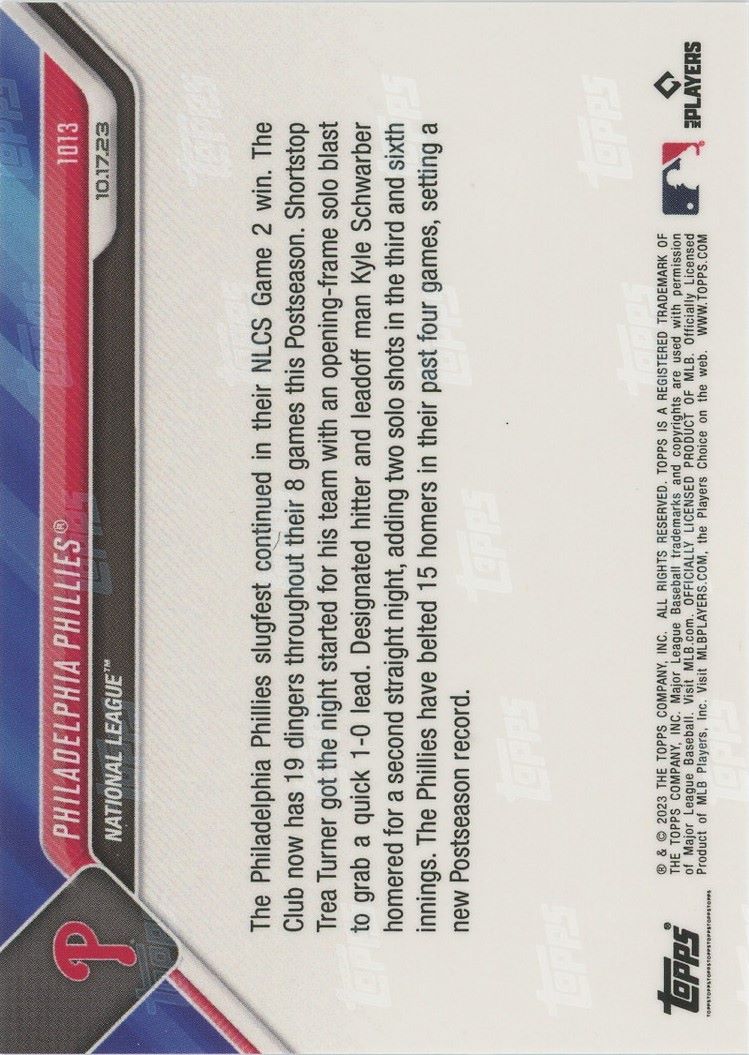 PHILADELPHIA PHILLIES® 1013
NATIONAL LEAGUE™ 10.17.23
The Philadelphia Phillies slugfest continued in their NLCS Game 2 win. The
Club now has 19 dingers throughout their 8 games this Postseason. Shortstop
Trea Turner got the night started for his team with an opening-frame solo blast
to grab a quick 1-0 lead. Designated hitter and leadoff man Kyle Schwarber
homered for a second straight night, adding two solo shots in the third and sixth
innings. The Phillies have belted 15 homers in their past four games, setting a
new Postseason record.
Topps®
TOPPSTOPPSTOPPSTOPPSTOPPSTOPPSTOPPS
® & © 2023 THE TOPPS COMPANY, INC. ALL RIGHTS RESERVED. TOPPS IS A REGISTERED TRADEMARK OF
THE TOPPS COMPANY, INC. Major League Baseball trademarks and copyrights are used with permission
of Major League Baseball. Visit MLB.com. OFFICIALLY LICENSED PRODUCT OF MLB. Officially Licensed
Product of MLB Players, Inc. Visit MLBPLAYERS.COM, the Players Choice on the web. WWW.TOPPS.COM
MLB PLAYERS